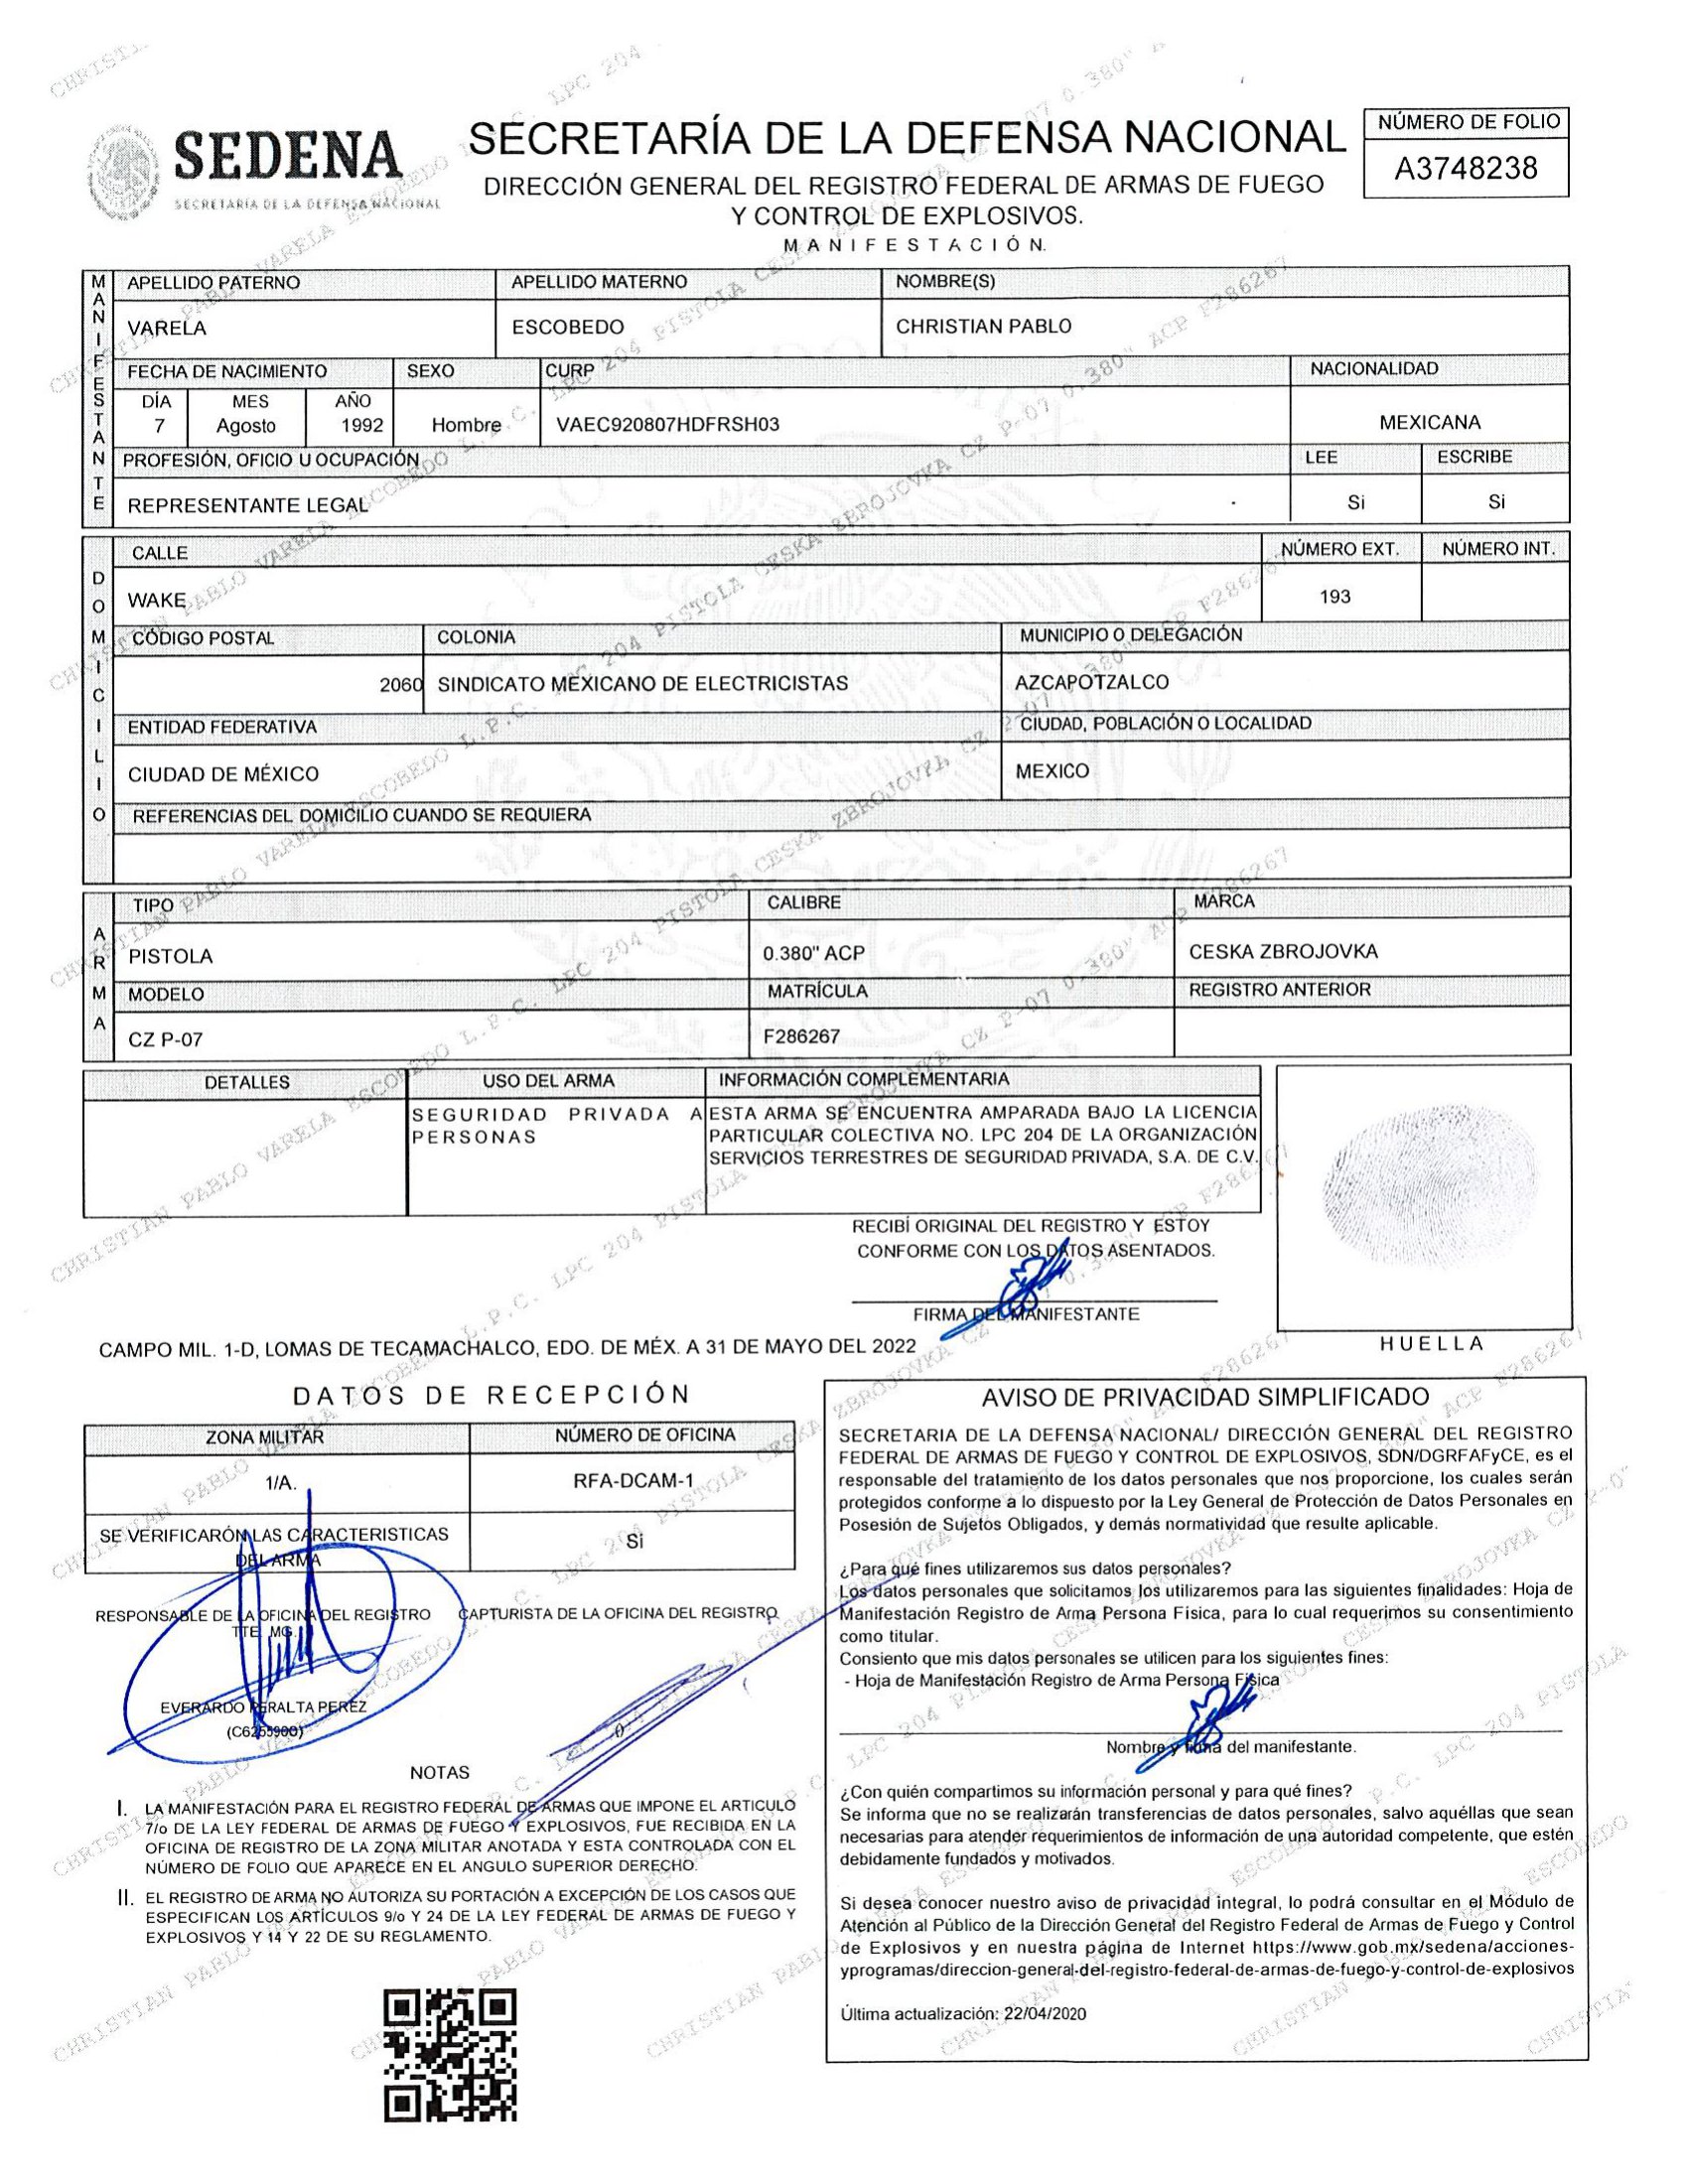 SEDENA
SECRETARÍA DE LA DEFENSA NACIONAL
SECRETARÍA DE LA DEFENSA NACIONAL
DIRECCIÓN GENERAL DEL REGISTRO FEDERAL DE ARMAS DE FUEGO
Y CONTROL DE EXPLOSIVOS.
MANIFESTACIÓN.
NÚMERO DE FOLIO
A3748238
MANIFESTANTE
APELLIDO PATERNO APELLIDO MATERNO NOMBRE(S)
VARELA ESCOBEDO CHRISTIAN PABLO
FECHA DE NACIMIENTO SEXO CURP NACIONALIDAD
DÍA MES AÑO
7 Agosto 1992 Hombre VAEC920807HDFRSH03 MEXICANA
PROFESIÓN, OFICIO U OCUPACIÓN LEE ESCRIBE
REPRESENTANTE LEGAL Si Si
DOMICILIO
CALLE NÚMERO EXT. NÚMERO INT.
WAKE 193
CÓDIGO POSTAL COLONIA MUNICIPIO O DELEGACIÓN
2060 SINDICATO MEXICANO DE ELECTRICISTAS AZCAPOTZALCO
ENTIDAD FEDERATIVA CIUDAD, POBLACIÓN O LOCALIDAD
CIUDAD DE MÉXICO MEXICO
REFERENCIAS DEL DOMICILIO CUANDO SE REQUIERA
ARMA
TIPO CALIBRE MARCA
PISTOLA 0.380" ACP CESKA ZBROJOVKA
MODELO MATRÍCULA REGISTRO ANTERIOR
CZ P-07 F286267
DETALLES USO DEL ARMA INFORMACIÓN COMPLEMENTARIA
SEGURIDAD PRIVADA A
PERSONAS
ESTA ARMA SE ENCUENTRA AMPARADA BAJO LA LICENCIA
PARTICULAR COLECTIVA NO. LPC 204 DE LA ORGANIZACIÓN
SERVICIOS TERRESTRES DE SEGURIDAD PRIVADA, S.A. DE C.V.
RECIBÍ ORIGINAL DEL REGISTRO Y ESTOY
CONFORME CON LOS DATOS ASENTADOS.
FIRMA DEL MANIFESTANTE
HUELLA
CAMPO MIL. 1-D, LOMAS DE TECAMACHALCO, EDO. DE MÉX. A 31 DE MAYO DEL 2022
DATOS DE RECEPCIÓN
ZONA MILITAR NÚMERO DE OFICINA
1/A. RFA-DCAM-1
SE VERIFICARÓN LAS CARACTERISTICAS
DEL ARMA
Si
RESPONSABLE DE LA OFICINA DEL REGISTRO CAPTURISTA DE LA OFICINA DEL REGISTRO
TTE. MG.
EVERARDO PERALTA PEREZ
(C6255900)
()
NOTAS
I. LA MANIFESTACIÓN PARA EL REGISTRO FEDERAL DE ARMAS QUE IMPONE EL ARTICULO
7/o DE LA LEY FEDERAL DE ARMAS DE FUEGO Y EXPLOSIVOS, FUE RECIBIDA EN LA
OFICINA DE REGISTRO DE LA ZONA MILITAR ANOTADA Y ESTA CONTROLADA CON EL
NÚMERO DE FOLIO QUE APARECE EN EL ANGULO SUPERIOR DERECHO.
II. EL REGISTRO DE ARMA NO AUTORIZA SU PORTACIÓN A EXCEPCIÓN DE LOS CASOS QUE
ESPECIFICAN LOS ARTÍCULOS 9/o Y 24 DE LA LEY FEDERAL DE ARMAS DE FUEGO Y
EXPLOSIVOS Y 14 Y 22 DE SU REGLAMENTO.
AVISO DE PRIVACIDAD SIMPLIFICADO
SECRETARIA DE LA DEFENSA NACIONAL/ DIRECCIÓN GENERAL DEL REGISTRO
FEDERAL DE ARMAS DE FUEGO Y CONTROL DE EXPLOSIVOS, SDN/DGRFAFyCE, es el
responsable del tratamiento de los datos personales que nos proporcione, los cuales serán
protegidos conforme a lo dispuesto por la Ley General de Protección de Datos Personales en
Posesión de Sujetos Obligados, y demás normatividad que resulte aplicable.
¿Para qué fines utilizaremos sus datos personales?
Los datos personales que solicitamos los utilizaremos para las siguientes finalidades: Hoja de
Manifestación Registro de Arma Persona Física, para lo cual requerimos su consentimiento
como titular.
Consiento que mis datos personales se utilicen para los siguientes fines:
- Hoja de Manifestación Registro de Arma Persona Física
Nombre y firma del manifestante.
¿Con quién compartimos su información personal y para qué fines?
Se informa que no se realizarán transferencias de datos personales, salvo aquéllas que sean
necesarias para atender requerimientos de información de una autoridad competente, que estén
debidamente fundados y motivados.
Si desea conocer nuestro aviso de privacidad integral, lo podrá consultar en el Módulo de
Atención al Público de la Dirección General del Registro Federal de Armas de Fuego y Control
de Explosivos y en nuestra página de Internet https://www.gob.mx/sedena/acciones-
yprogramas/direccion-general-del-registro-federal-de-armas-de-fuego-y-control-de-explosivos
Última actualización: 22/04/2020
CHRISTIAN PABLO VARELA ESCOBEDO L.P.C. LPC 204 PISTOLA CESKA ZBROJOVKA CZ P-07 0.380" ACP F286267